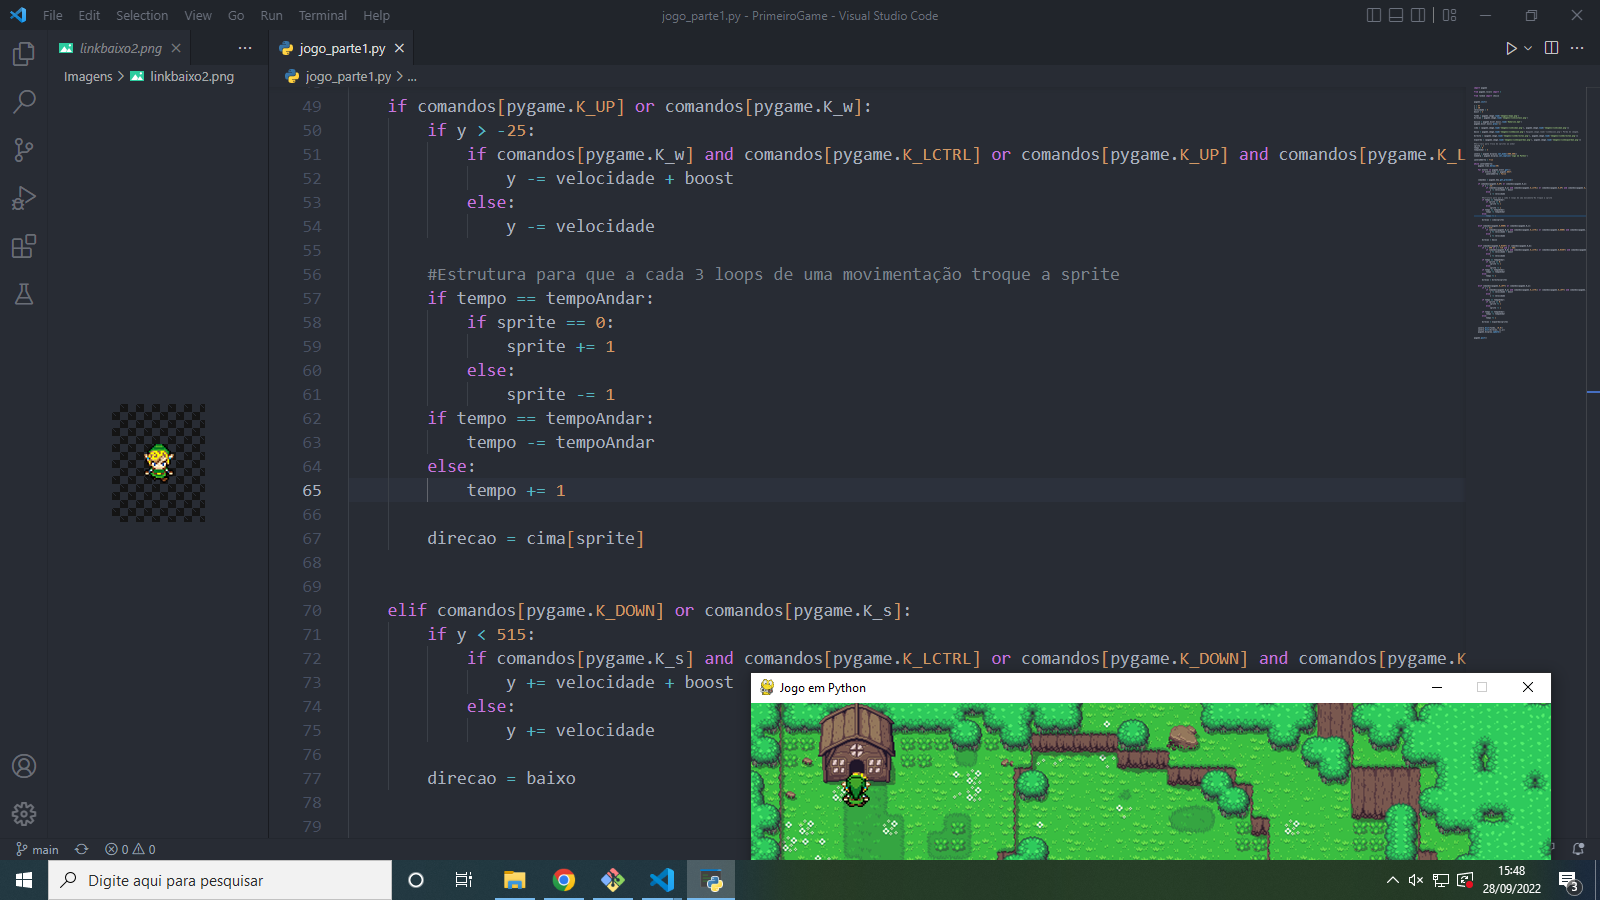 File Edit Selection View Go Run Terminal Help
jogo_parte1.py - PrimeiroGame - Visual Studio Code
linkbaixo2.png
jogo_parte1.py
Imagens > linkbaixo2.png
jogo_parte1.py > ...
49 if comandos[pygame.K_UP] or comandos[pygame.K_w]:
50 if y > -25:
51 if comandos[pygame.K_w] and comandos[pygame.K_LCTRL] or comandos[pygame.K_UP] and comandos[pygame.K_L
52 y -= velocidade + boost
53 else:
54 y -= velocidade
55
56 #Estrutura para que a cada 3 loops de uma movimentação troque a sprite
57 if tempo == tempoAndar:
58 if sprite == 0:
59 sprite += 1
60 else:
61 sprite -= 1
62 if tempo == tempoAndar:
63 tempo -= tempoAndar
64 else:
65 tempo += 1
66
67 direcao = cima[sprite]
68
69
70 elif comandos[pygame.K_DOWN] or comandos[pygame.K_s]:
71 if y < 515:
72 if comandos[pygame.K_s] and comandos[pygame.K_LCTRL] or comandos[pygame.K_DOWN] and comandos[pygame.K
73 y += velocidade + boost
74 else:
75 y += velocidade
76
77 direcao = baixo
78
79
Jogo em Python
main 0 0
Digite aqui para pesquisar
15:48
28/09/2022
3